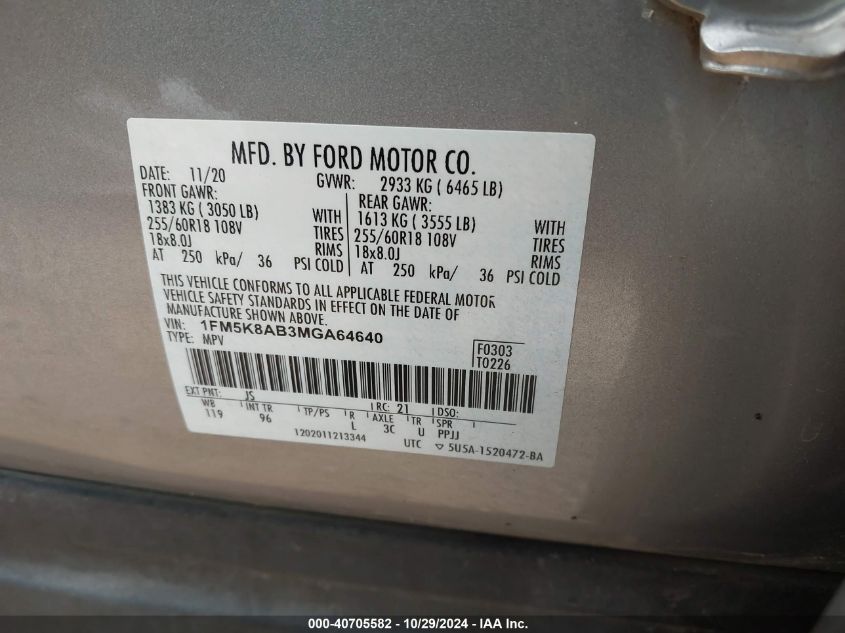 MFD. BY FORD MOTOR CO.
DATE: 11/20 GVWR: 2933 KG ( 6465 LB)
FRONT GAWR: REAR GAWR:
1383 KG ( 3050 LB) WITH 1613 KG ( 3555 LB) WITH
255/60R18 108V TIRES 255/60R18 108V TIRES
18x8.0J RIMS 18x8.0J RIMS
AT 250 kPa/ 36 PSI COLD AT 250 kPa/ 36 PSI COLD
THIS VEHICLE CONFORMS TO ALL APPLICABLE FEDERAL MOTOR
VEHICLE SAFETY STANDARDS IN EFFECT ON THE DATE OF
MANUFACTURE SHOWN ABOVE.
VIN: 1FM5K8AB3MGA64640
TYPE: MPV
F0303
T0226
EXT PNT: JS RC: 21 DSO:
WB INT TR TP/PS R AXLE TR SPR
119 96 L 3C U PPJJ
1202011213344 UTC ▽ 5U5A-1520472-BA
000-40705582 - 10/29/2024 - IAA Inc.